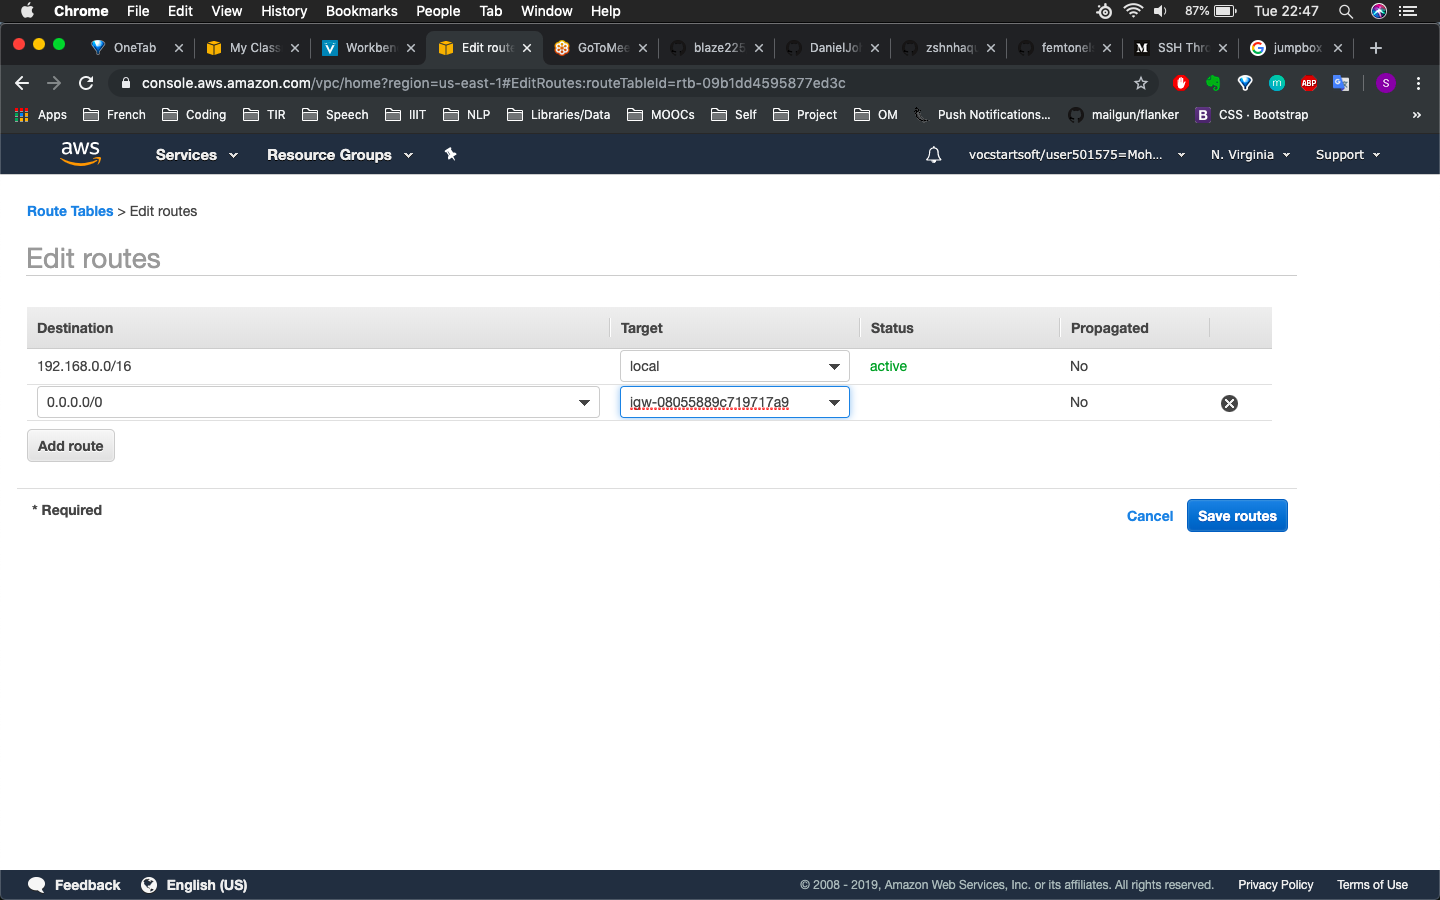 Chrome File Edit View History Bookmarks People Tab Window Help 87% Tue 22:47
OneTab My Class Workben Edit route GoToMee blaze225 DanielJoh zshnhaqu femtonel M SSH Thro G jumpbox
console.aws.amazon.com/vpc/home?region=us-east-1#EditRoutes:routeTableId=rtb-09b1dd4595877ed3c m ABP S
Apps French Coding TIR Speech IIIT NLP Libraries/Data MOOCs Self Project OM Push Notifications... mailgun/flanker B CSS · Bootstrap »
aws Services Resource Groups vocstartsoft/user501575=Moh... N. Virginia Support
Route Tables > Edit routes
Edit routes
Destination Target Status Propagated
192.168.0.0/16 local active No
0.0.0.0/0 igw-08055889c719717a9 No
Add route
* Required
Cancel Save routes
Feedback English (US) © 2008 - 2019, Amazon Web Services, Inc. or its affiliates. All rights reserved. Privacy Policy Terms of Use